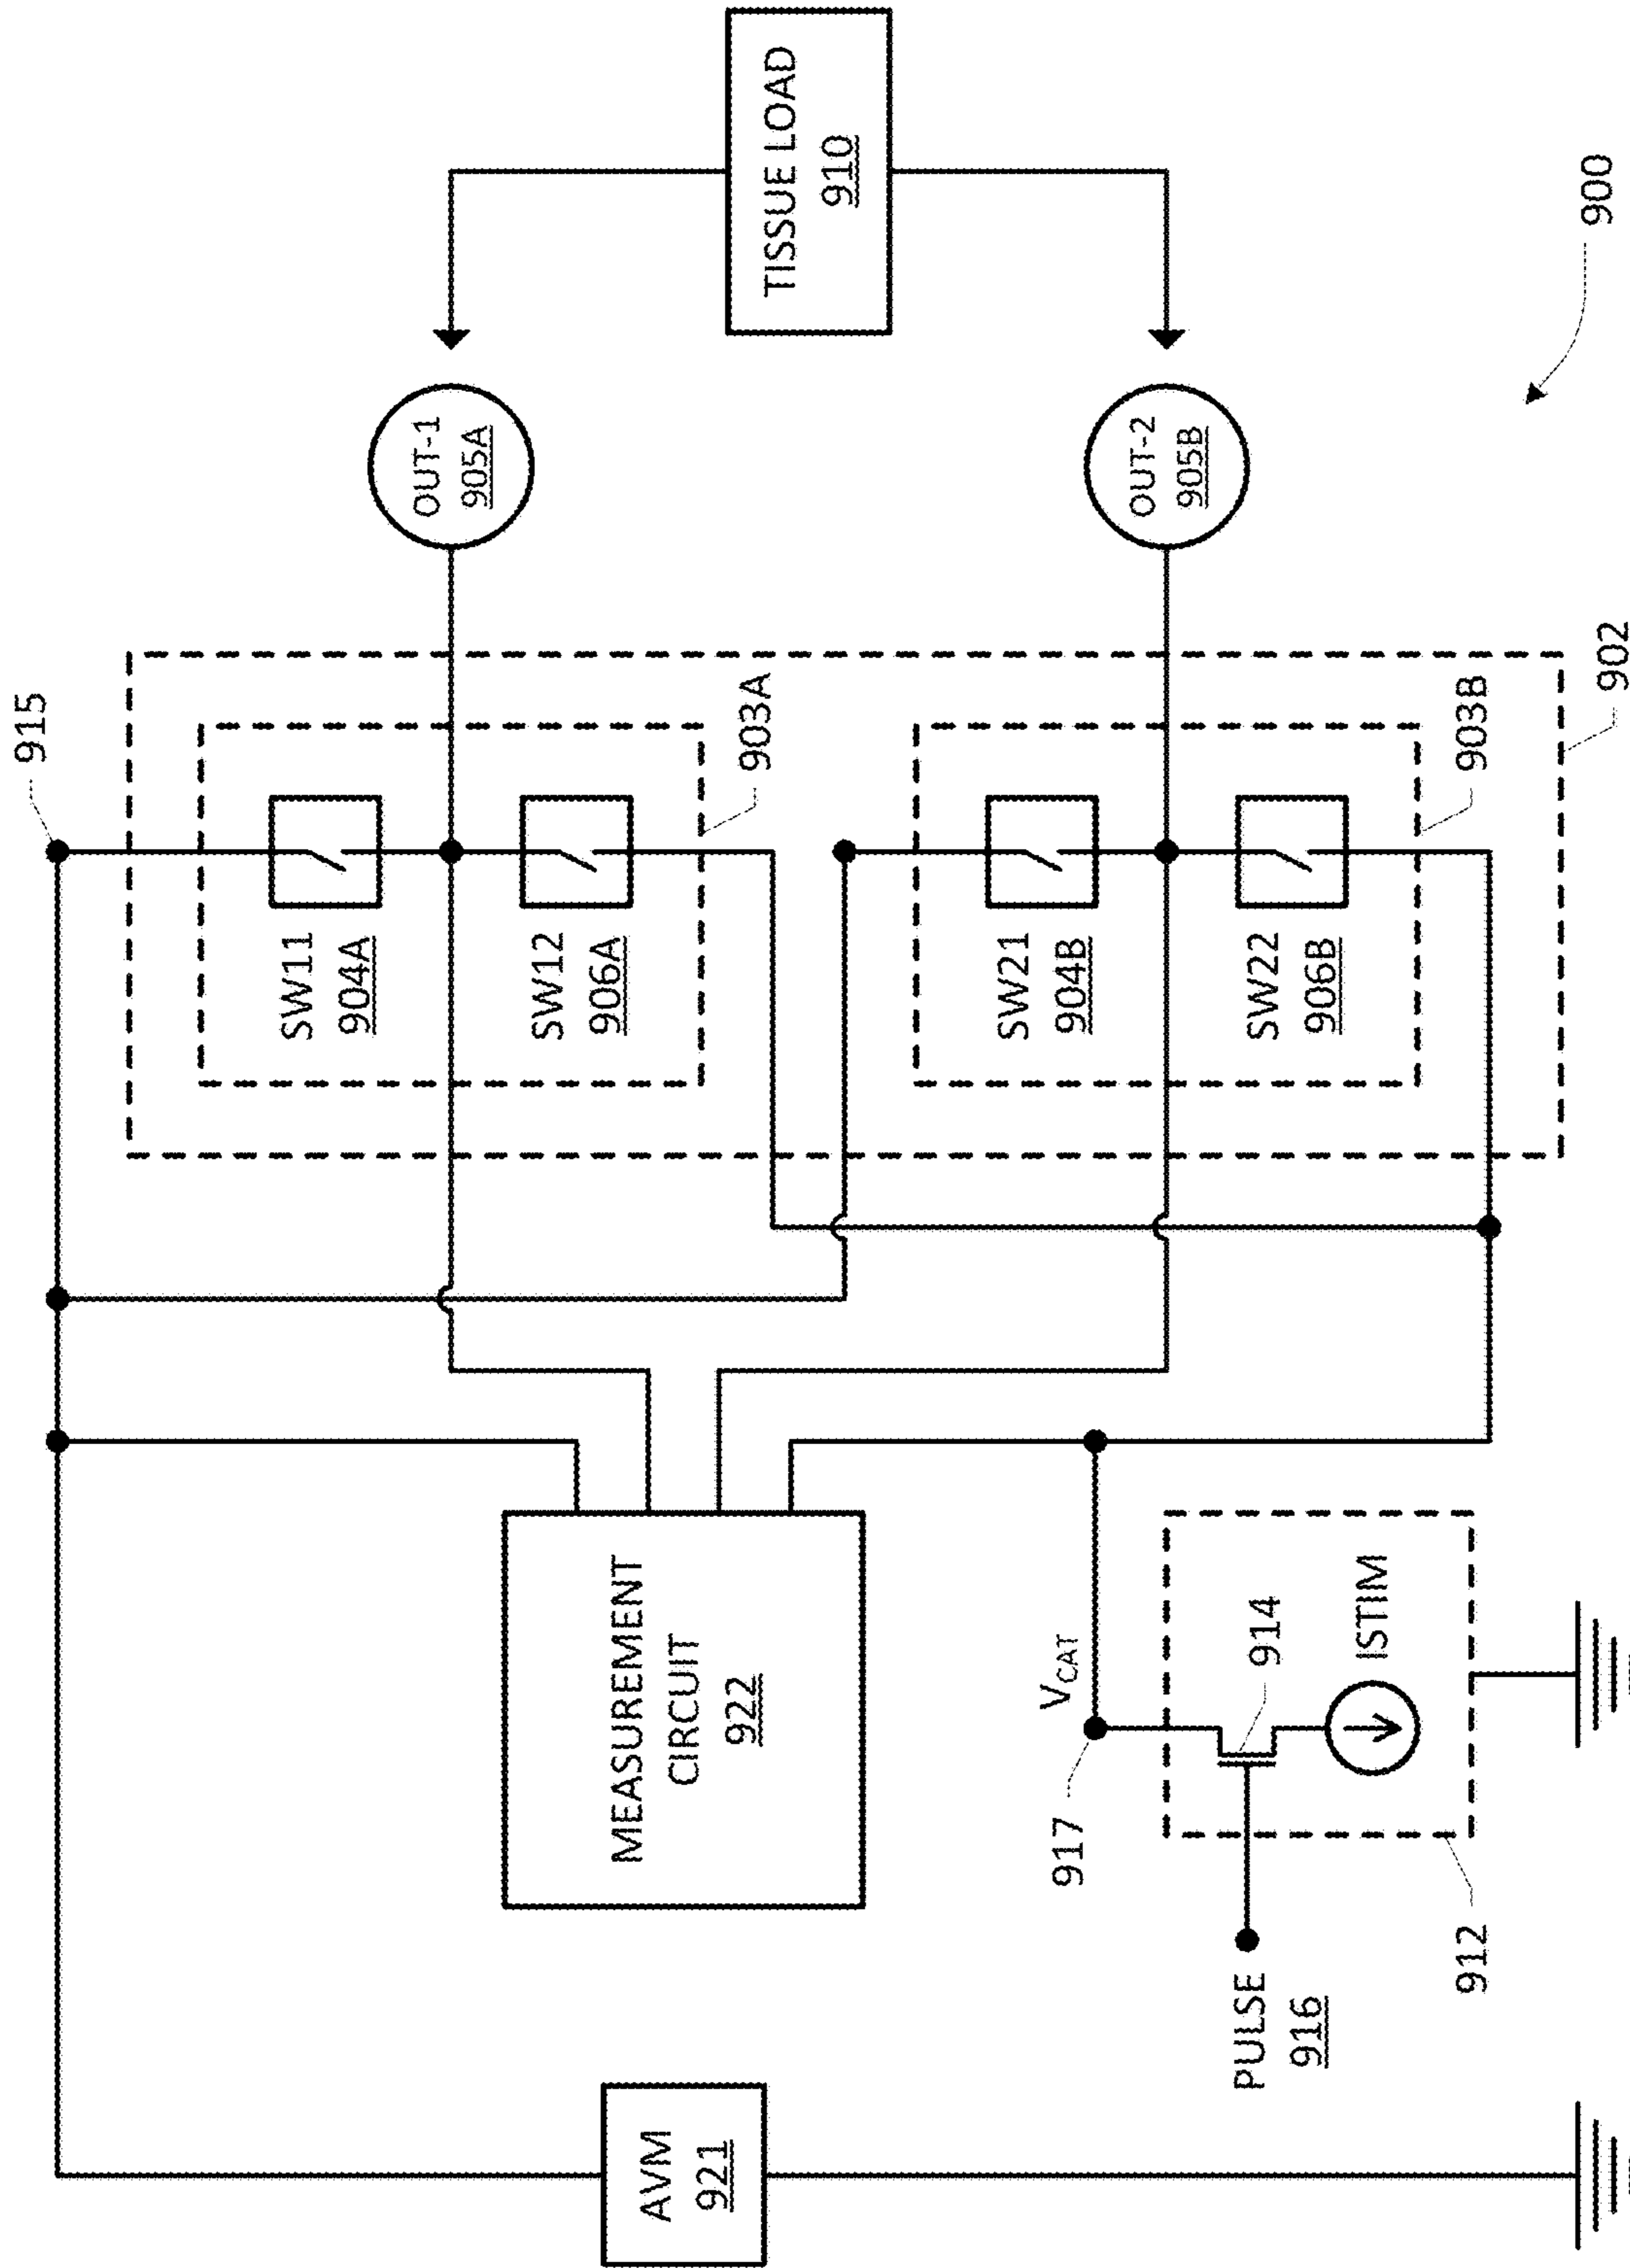 915
AVM
921
MEASUREMENT
CIRCUIT
922
SW11
904A
SW12
906A
903A
OUT-1
905A
TISSUE LOAD
910
SW21
904B
SW22
906B
903B
902
OUT-2
905B
V_CAT
917
914
ISTIM
PULSE
916
912
900